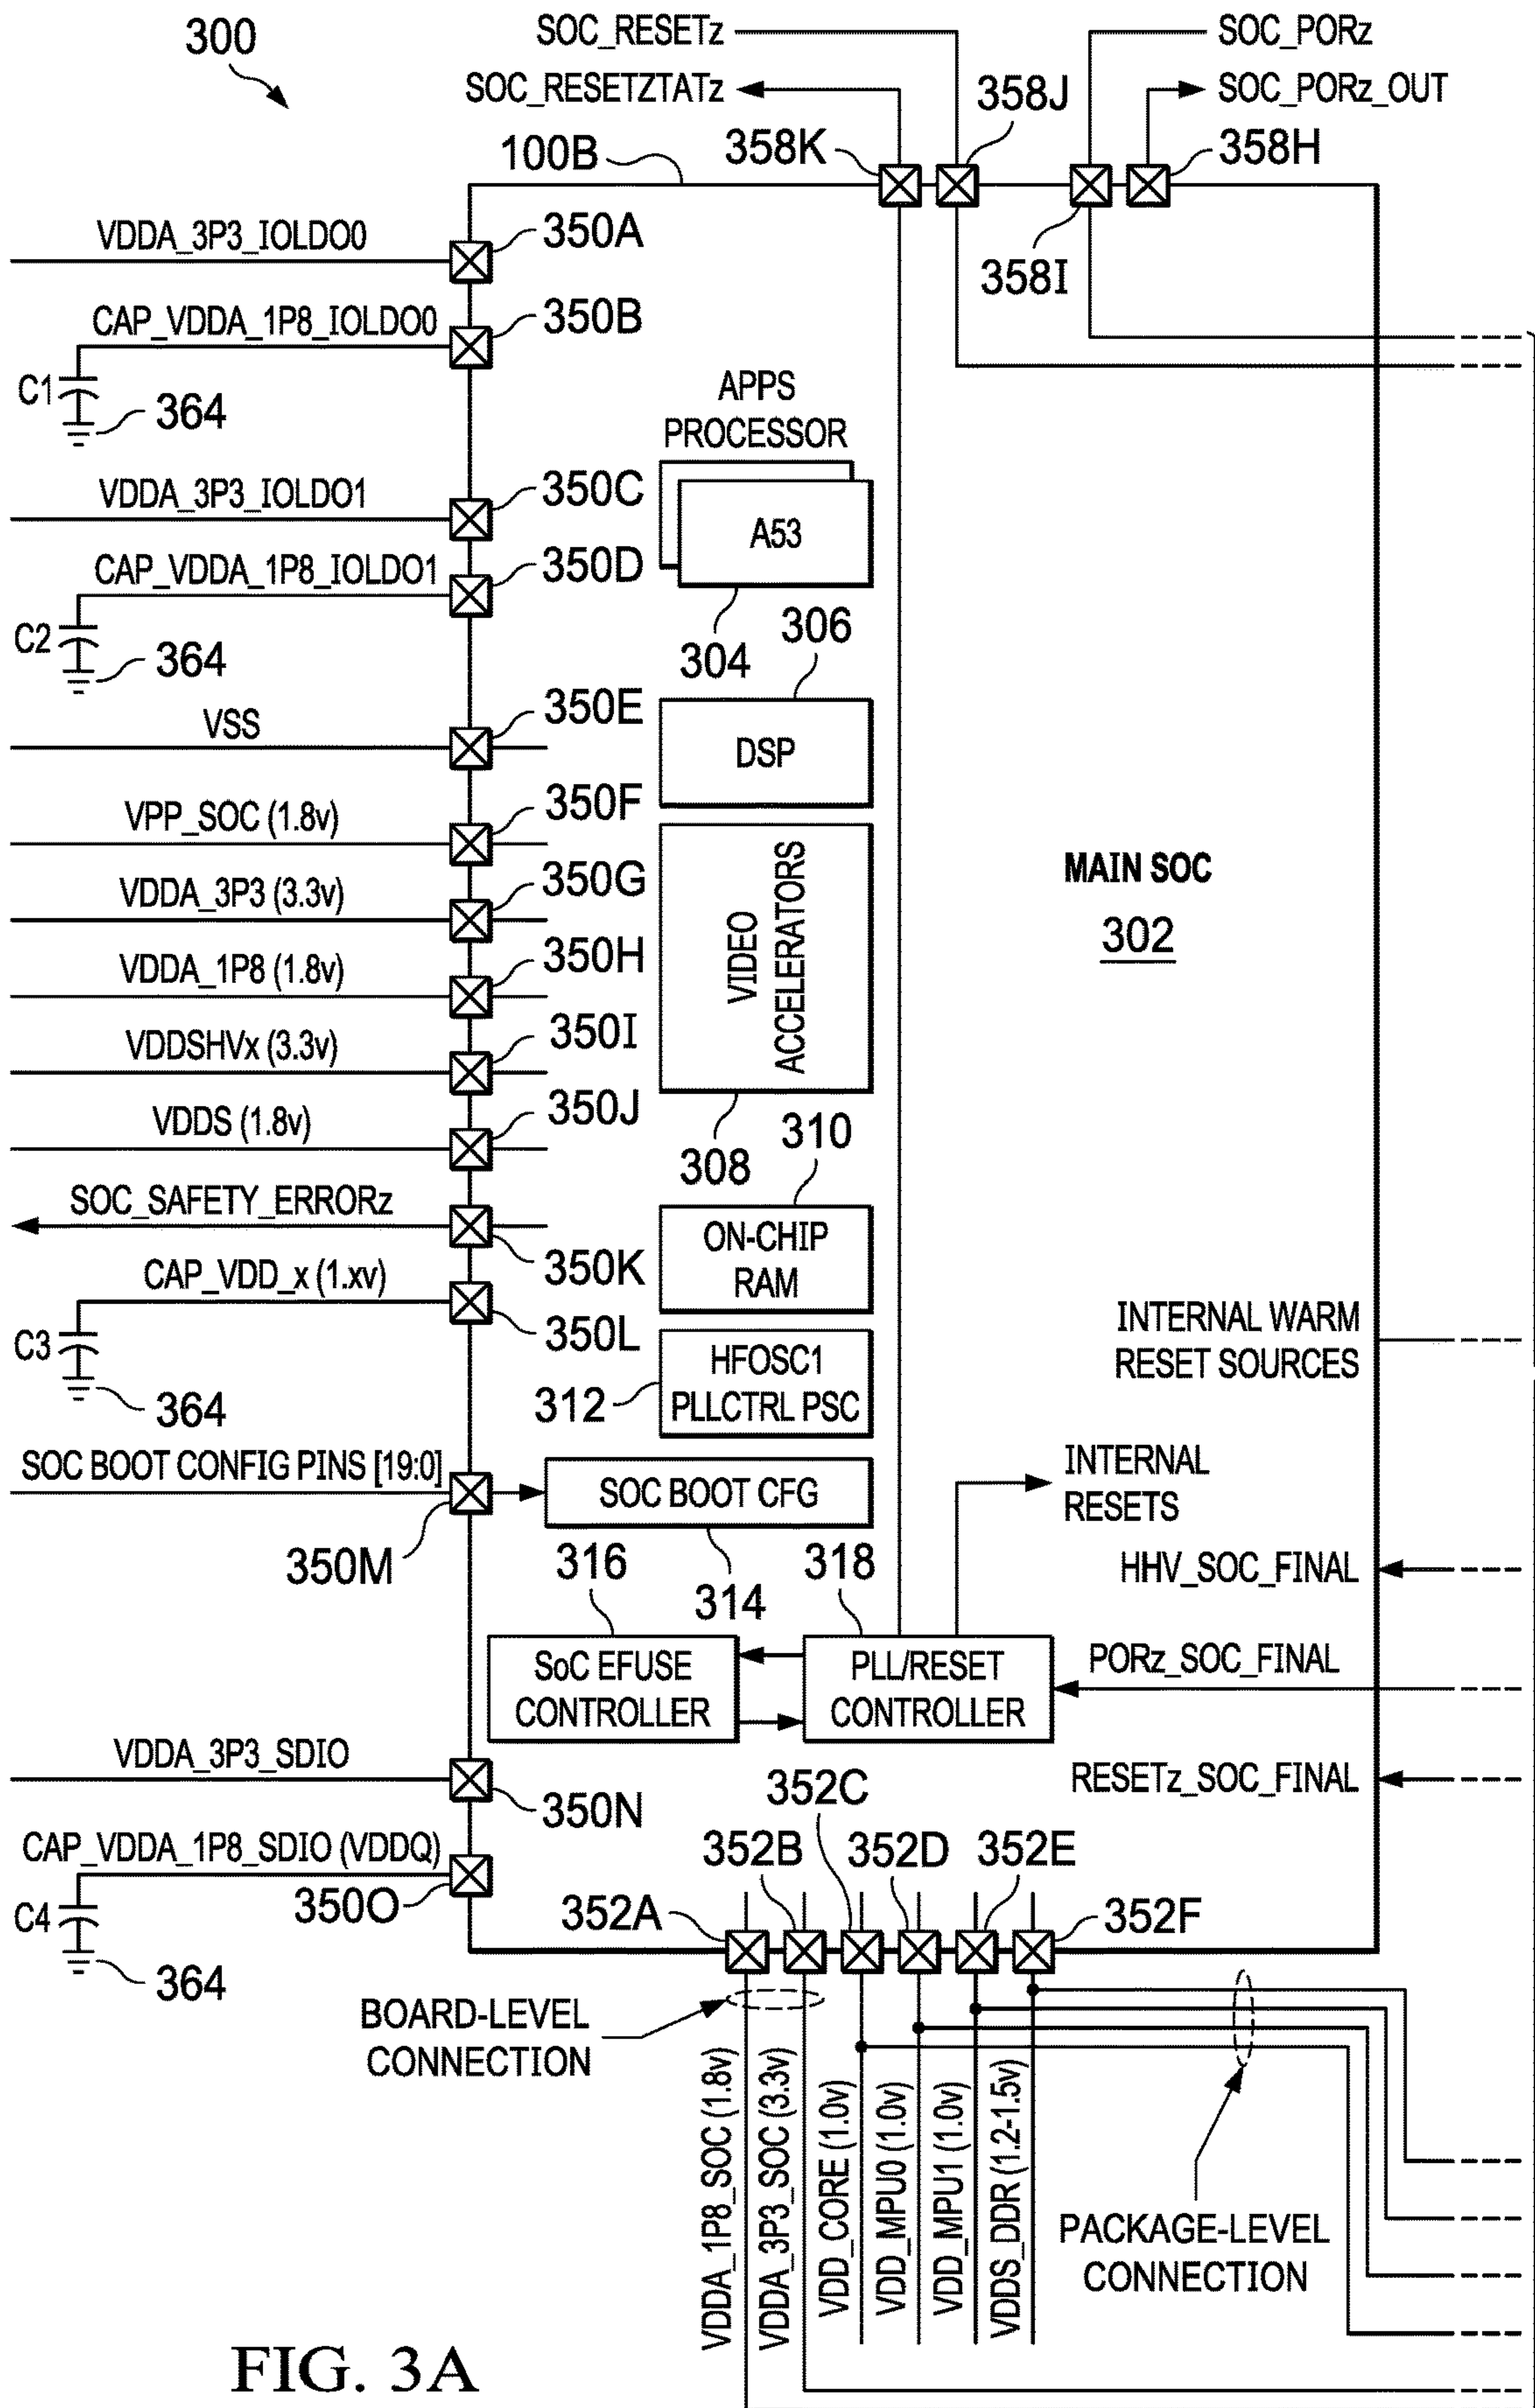 300
SOC_RESETz
SOC_PORz
SOC_RESETZTATz
SOC_PORz_OUT
358J
100B
358K
358H
358I
VDDA_3P3_IOLDO0
350A
CAP_VDDA_1P8_IOLDO0
350B
C1
364
APPS
PROCESSOR
VDDA_3P3_IOLDO1
350C
A53
CAP_VDDA_1P8_IOLDO1
350D
C2
364
304
306
VSS
350E
DSP
VPP_SOC (1.8v)
350F
VDDA_3P3 (3.3v)
350G
VIDEO
ACCELERATORS
MAIN SOC
302
VDDA_1P8 (1.8v)
350H
VDDSHVx (3.3v)
350I
VDDS (1.8v)
350J
308
310
SOC_SAFETY_ERRORz
350K
ON-CHIP
RAM
CAP_VDD_x (1.xv)
350L
C3
364
312
HFOSC1
PLLCTRL PSC
INTERNAL WARM
RESET SOURCES
SOC BOOT CONFIG PINS [19:0]
350M
SOC BOOT CFG
INTERNAL
RESETS
316
314
318
HHV_SOC_FINAL
SoC EFUSE
CONTROLLER
PLL/RESET
CONTROLLER
PORz_SOC_FINAL
VDDA_3P3_SDIO
350N
RESETz_SOC_FINAL
CAP_VDDA_1P8_SDIO (VDDQ)
350O
C4
364
352A
352B
352C
352D
352E
352F
BOARD-LEVEL
CONNECTION
VDDA_1P8_SOC (1.8v)
VDDA_3P3_SOC (3.3v)
VDD_CORE (1.0v)
VDD_MPU0 (1.0v)
VDD_MPU1 (1.0v)
VDDS_DDR (1.2-1.5v)
PACKAGE-LEVEL
CONNECTION
FIG. 3A